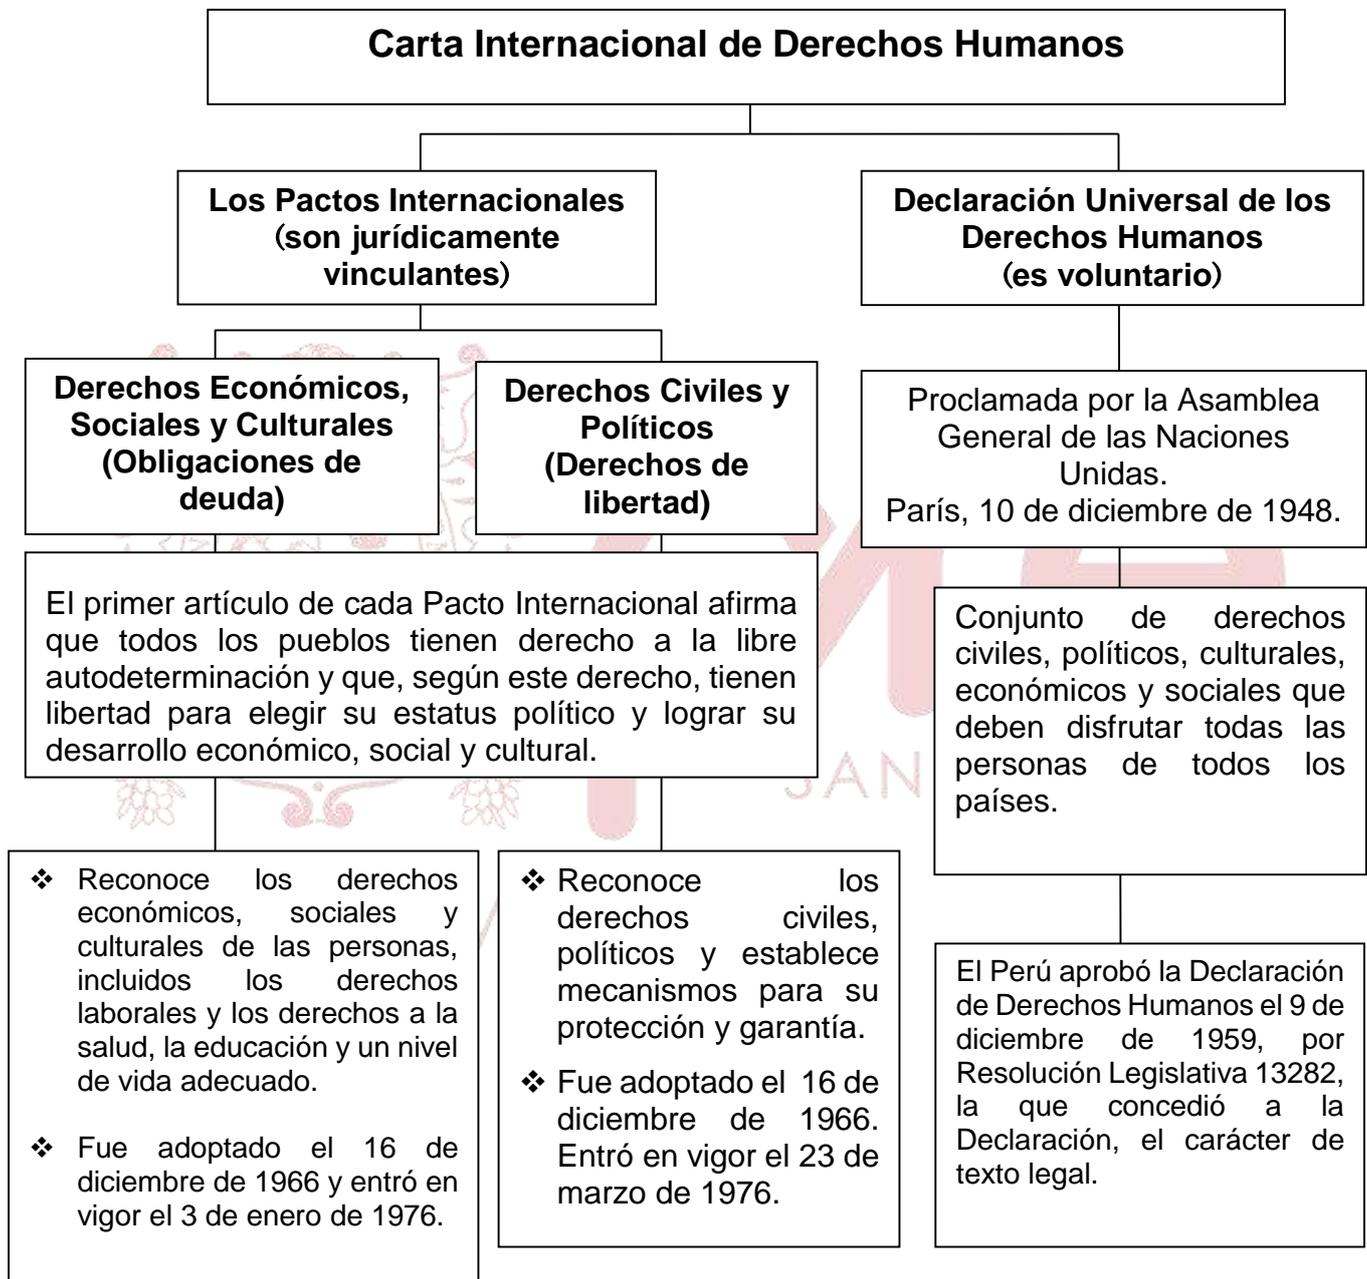 Carta Internacional de Derechos Humanos
Los Pactos Internacionales
(son jurídicamente
vinculantes)
Declaración Universal de los
Derechos Humanos
(es voluntario)
Derechos Económicos,
Sociales y Culturales
(Obligaciones de
deuda)
Derechos Civiles y
Políticos
(Derechos de
libertad)
Proclamada por la Asamblea
General de las Naciones
Unidas.
París, 10 de diciembre de 1948.
El primer artículo de cada Pacto Internacional afirma
que todos los pueblos tienen derecho a la libre
autodeterminación y que, según este derecho, tienen
libertad para elegir su estatus político y lograr su
desarrollo económico, social y cultural.
Conjunto de derechos
civiles, políticos, culturales,
económicos y sociales que
deben disfrutar todas las
personas de todos los
países.
SAN
❖ Reconoce los derechos
económicos, sociales y
culturales de las personas,
incluidos los derechos
laborales y los derechos a la
salud, la educación y un nivel
de vida adecuado.
❖ Fue adoptado el 16 de
diciembre de 1966 y entró en
vigor el 3 de enero de 1976.
❖ Reconoce los
derechos civiles,
políticos y establece
mecanismos para su
protección y garantía.
❖ Fue adoptado el 16 de
diciembre de 1966.
Entró en vigor el 23 de
marzo de 1976.
El Perú aprobó la Declaración
de Derechos Humanos el 9 de
diciembre de 1959, por
Resolución Legislativa 13282,
la que concedió a la
Declaración, el carácter de
texto legal.